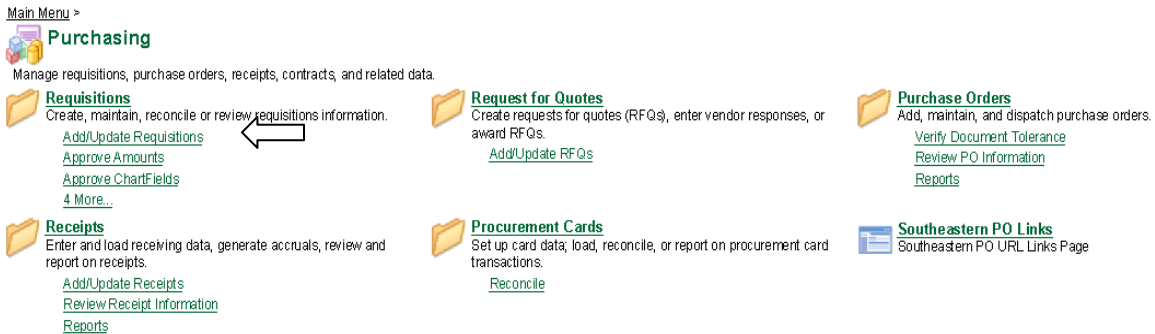 Main Menu >
Purchasing
Manage requisitions, purchase orders, receipts, contracts, and related data.
Requisitions
Create, maintain, reconcile or review requisitions information.
Add/Update Requisitions
Approve Amounts
Approve ChartFields
4 More...
Request for Quotes
Create requests for quotes (RFQs), enter vendor responses, or
award RFQs.
Add/Update RFQs
Purchase Orders
Add, maintain, and dispatch purchase orders.
Verify Document Tolerance
Review PO Information
Reports
Receipts
Enter and load receiving data, generate accruals, review and
report on receipts.
Add/Update Receipts
Review Receipt Information
Reports
Procurement Cards
Set up card data; load, reconcile, or report on procurement card
transactions.
Reconcile
Southeastern PO Links
Southeastern PO URL Links Page